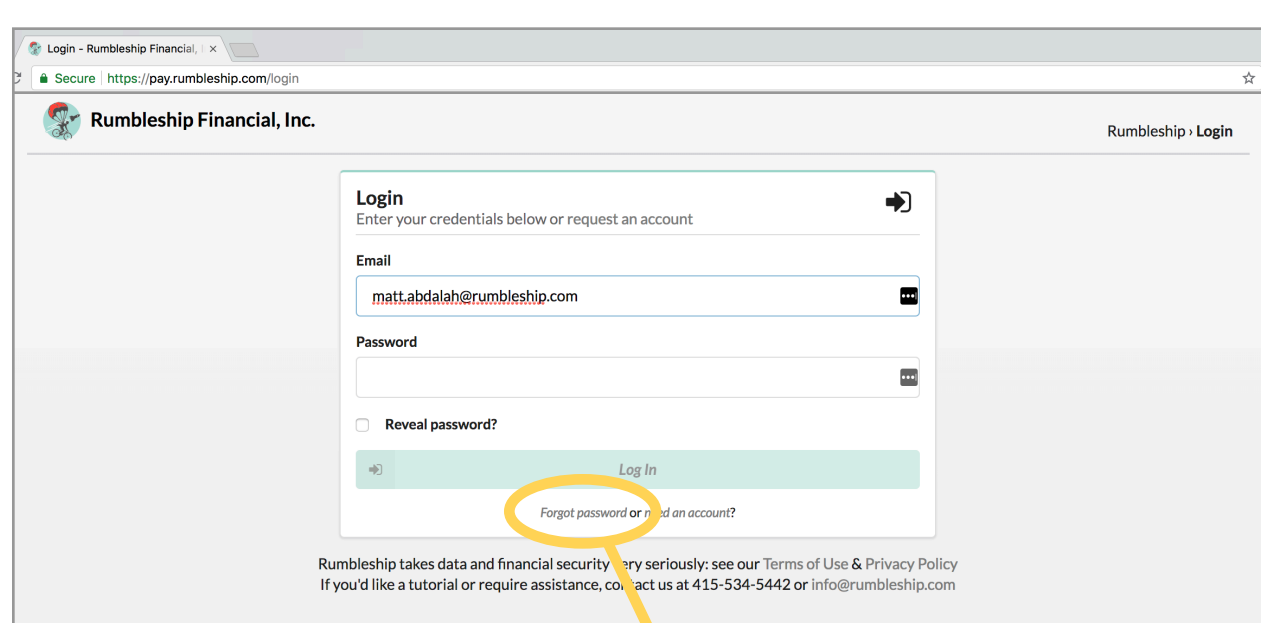 Login - Rumbleship Financial,
Secure https://pay.rumbleship.com/login
Rumbleship Financial, Inc.
Rumbleship › Login
Login
Enter your credentials below or request an account
Email
matt.abdalah@rumbleship.com
Password
Reveal password?
Log In
Forgot password or need an account?
Rumbleship takes data and financial security very seriously: see our Terms of Use & Privacy Policy
If you'd like a tutorial or require assistance, contact us at 415-534-5442 or info@rumbleship.com